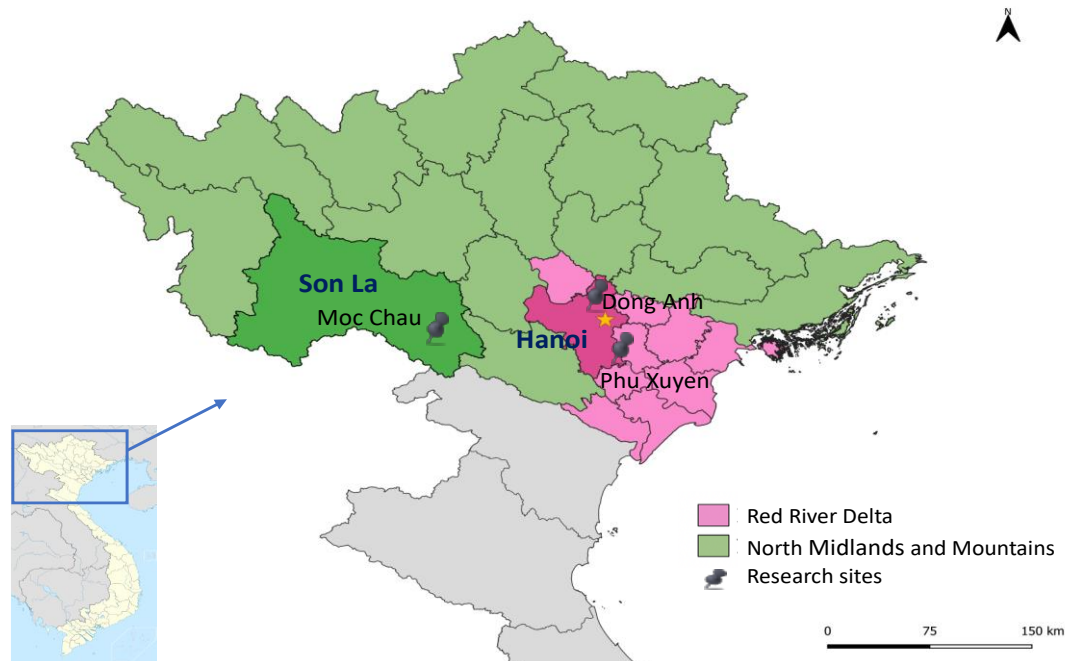 N
Son La
Moc Chau
Dong Anh
Hanoi
Phu Xuyen
Red River Delta
North Midlands and Mountains
Research sites
0 75 150 km